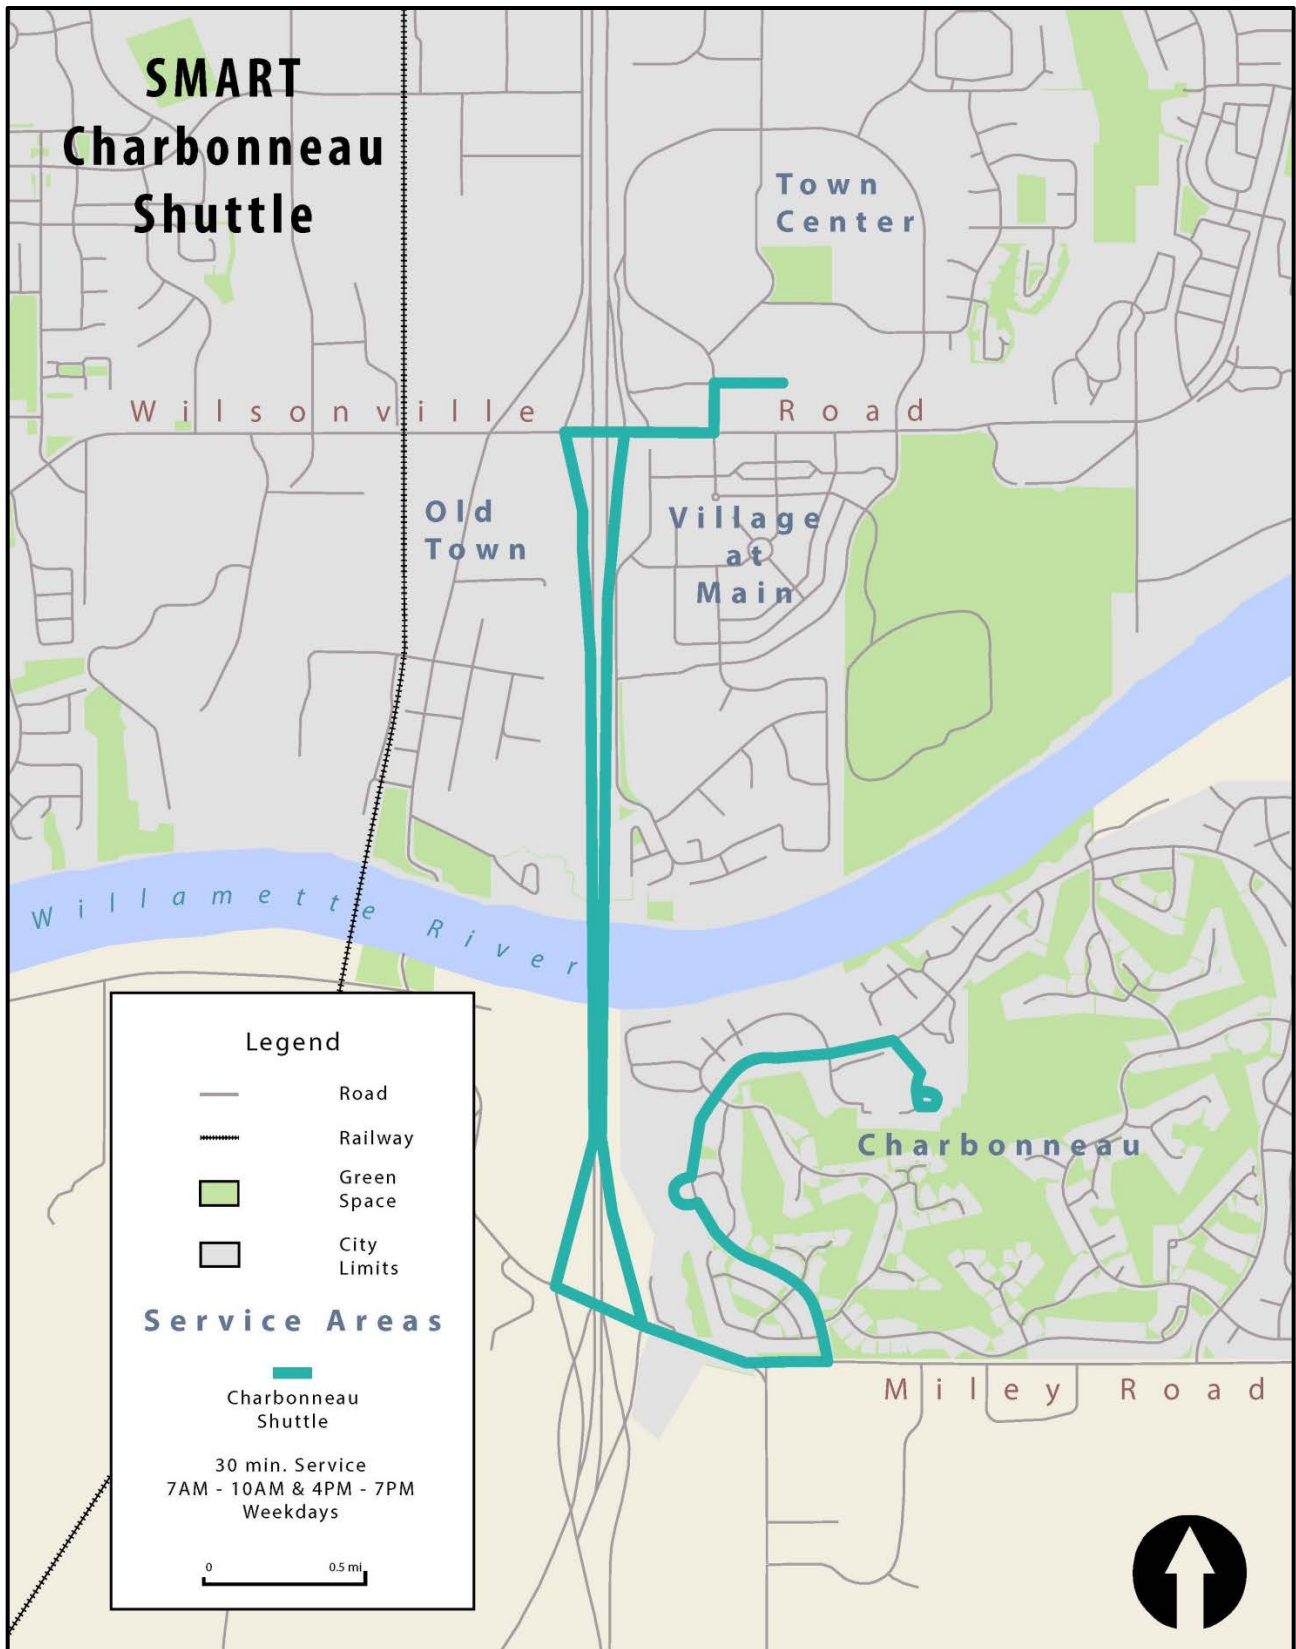 SMART
Charbonneau
Shuttle
Town
Center
Wilsonville Road
Old
Town
Village
at
Main
Willamette River
Charbonneau
Miley Road
Legend
Road
Railway
Green
Space
City
Limits
Service Areas
Charbonneau
Shuttle
30 min. Service
7AM - 10AM & 4PM - 7PM
Weekdays
0 0.5 mi